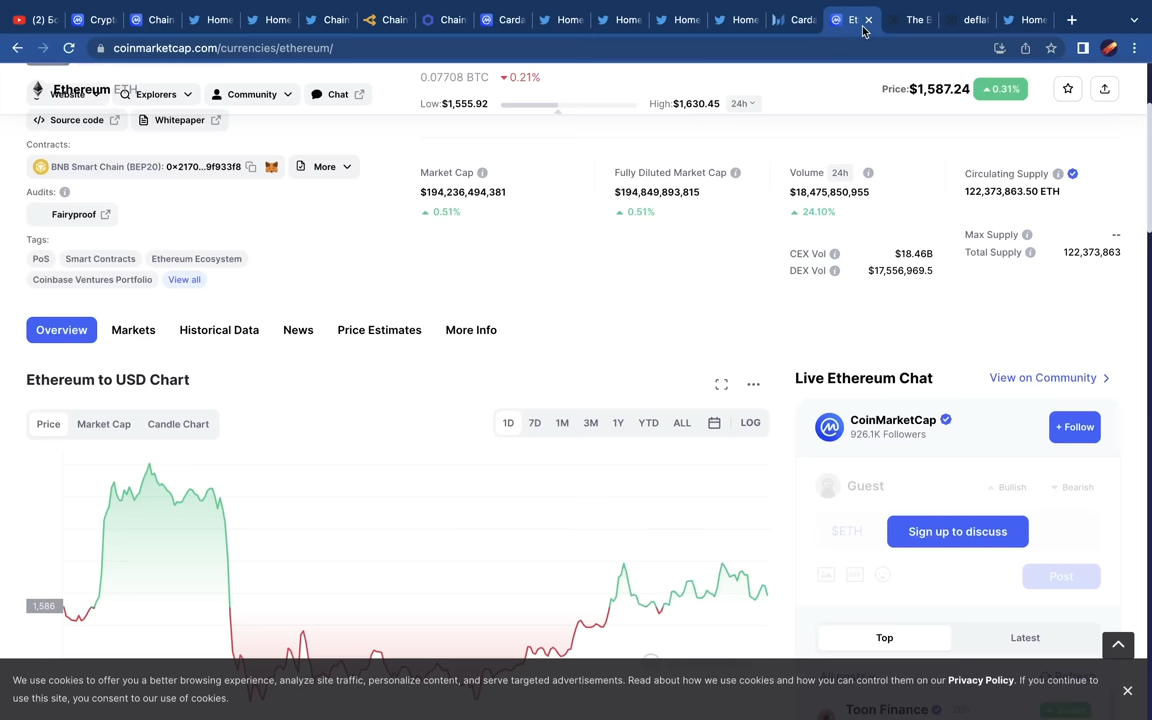 (2) Bo
Crypt
Chain
Home
Home
Chain
Chain
Chain
Carda
Home
Home
Home
Home
Carda
Et
The E
deflat
Home
coinmarketcap.com/currencies/ethereum/
Ethereum ETH
0.07708 BTC
0.21%
Price:$1,587.24
0.31%
Website
Explorers
Community
Chat
Low:$1,555.92
High:$1,630.45
24h
Source code
Whitepaper
Contracts:
BNB Smart Chain (BEP20): 0x2170...9f933f8
More
Audits:
Fairyproof
Tags:
PoS
Smart Contracts
Ethereum Ecosystem
Coinbase Ventures Portfolio
View all
Market Cap
$194,236,494,381
0.51%
Fully Diluted Market Cap
$194,849,893,815
0.51%
Volume 24h
$18,475,850,955
24.10%
CEX Vol
$18.46B
DEX Vol
$17,556,969.5
Circulating Supply
122,373,863.50 ETH
Max Supply
--
Total Supply
122,373,863
Overview
Markets
Historical Data
News
Price Estimates
More Info
Ethereum to USD Chart
Price
Market Cap
Candle Chart
1D
7D
1M
3M
1Y
YTD
ALL
LOG
1,586
Live Ethereum Chat
View on Community
CoinMarketCap
926.1K Followers
+ Follow
Guest
Bullish
Bearish
$ETH
Sign up to discuss
Post
Top
Latest
We use cookies to offer you a better browsing experience, analyze site traffic, personalize content, and serve targeted advertisements. Read about how we use cookies and how you can control them on our Privacy Policy. If you continue to
use this site, you consent to our use of cookies.
Toon Finance